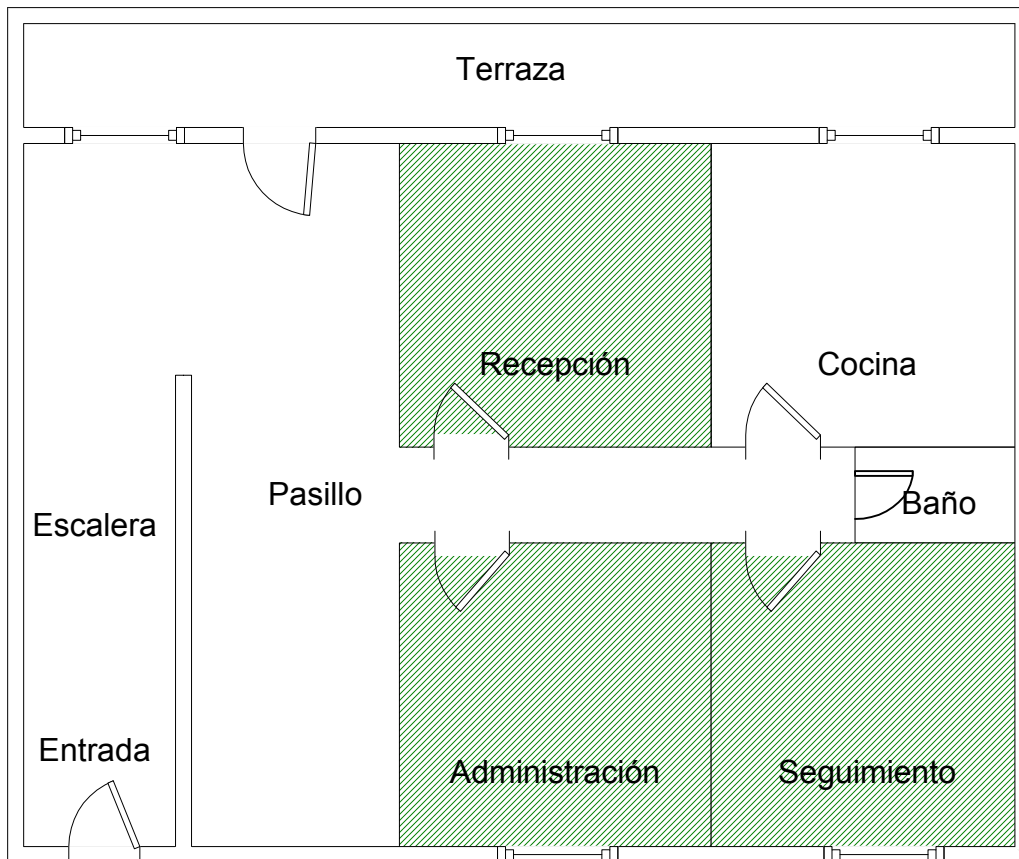 Terraza
Recepción
Cocina
Pasillo
Baño
Escalera
Entrada
Administración
Seguimiento